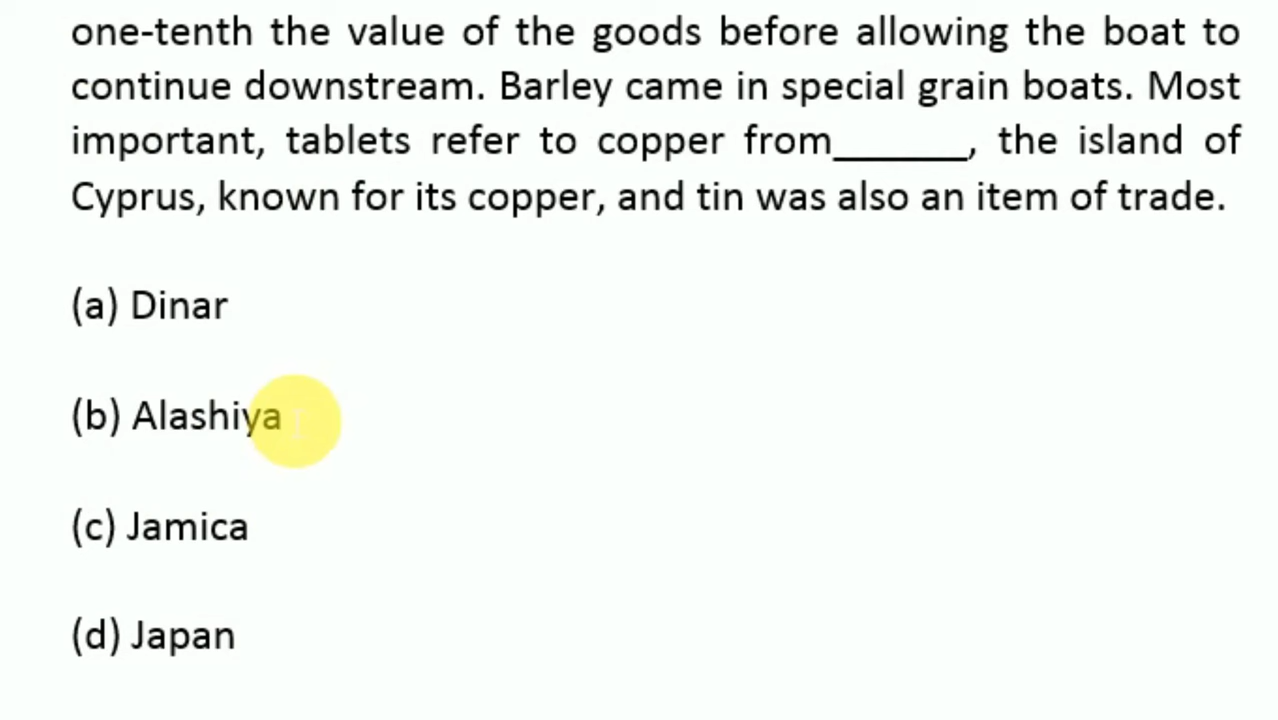 one-tenth the value of the goods before allowing the boat to
continue downstream. Barley came in special grain boats. Most
important, tablets refer to copper from______, the island of
Cyprus, known for its copper, and tin was also an item of trade.
(a) Dinar
(b) Alashiya
(c) Jamica
(d) Japan